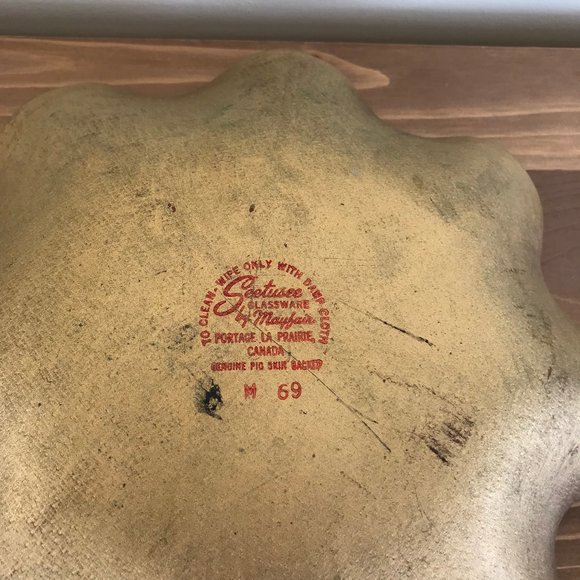 TO CLEAN-WIPE ONLY WITH DAMP CLOTH
Seetusee
GLASSWARE
by Mayfair
PORTAGE LA PRAIRIE,
CANADA
GENUINE PIG SKIN BACKED
M 69